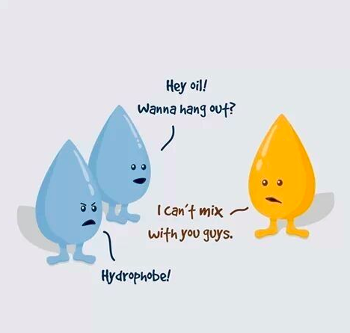 Hey oil!
Wanna hang out?
I can't mix
with you guys.
Hydrophobe!